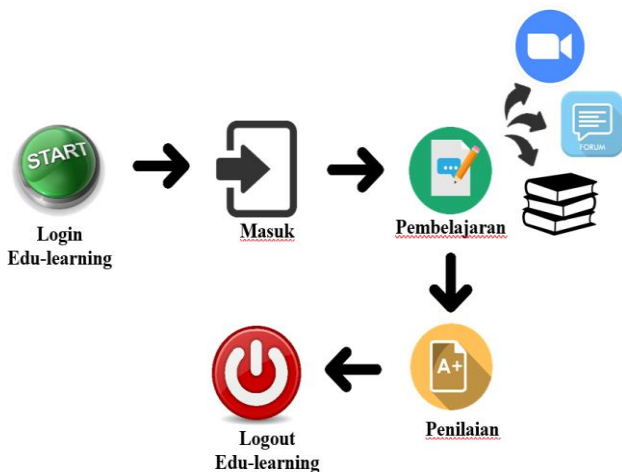 START
Login
Edu-learning
Masuk
Pembelajaran
FORUM
A+
Penilaian
Logout
Edu-learning